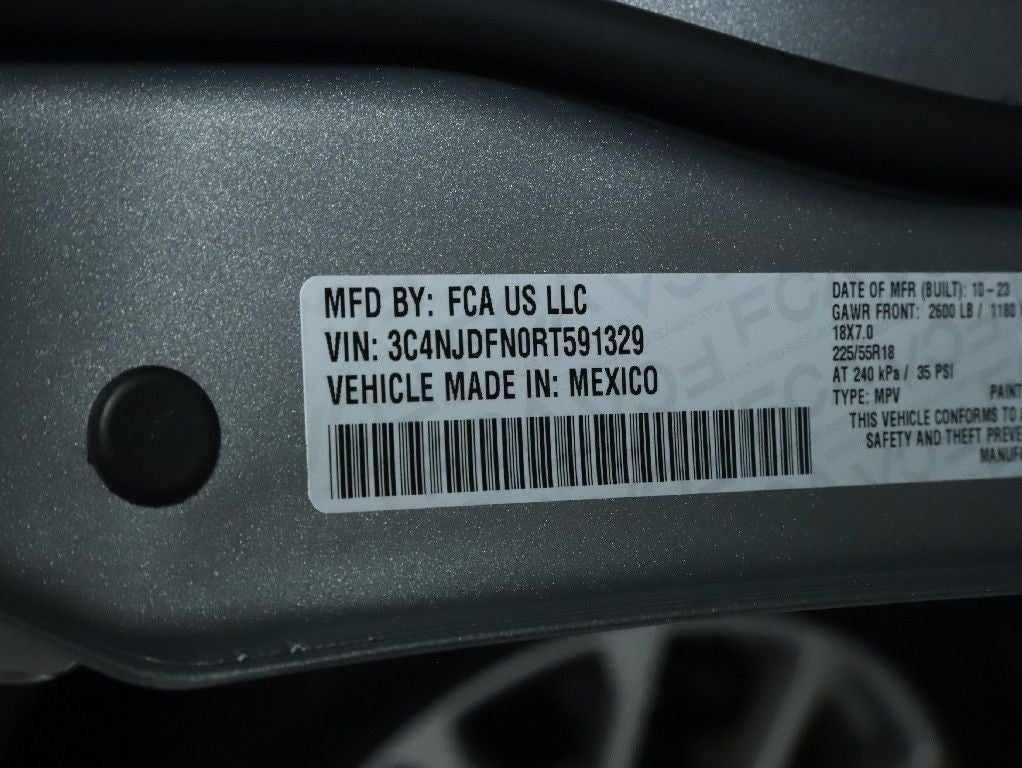 MFD BY: FCA US LLC
VIN: 3C4NJDFN0RT591329
VEHICLE MADE IN: MEXICO
DATE OF MFR (BUILT): 10-23
GAWR FRONT: 2600 LB / 1180
18X7.0
225/55R18
AT 240 kPa / 35 PSI
TYPE: MPV PAINT
THIS VEHICLE CONFORMS TO
SAFETY AND THEFT PREVE
MANUF